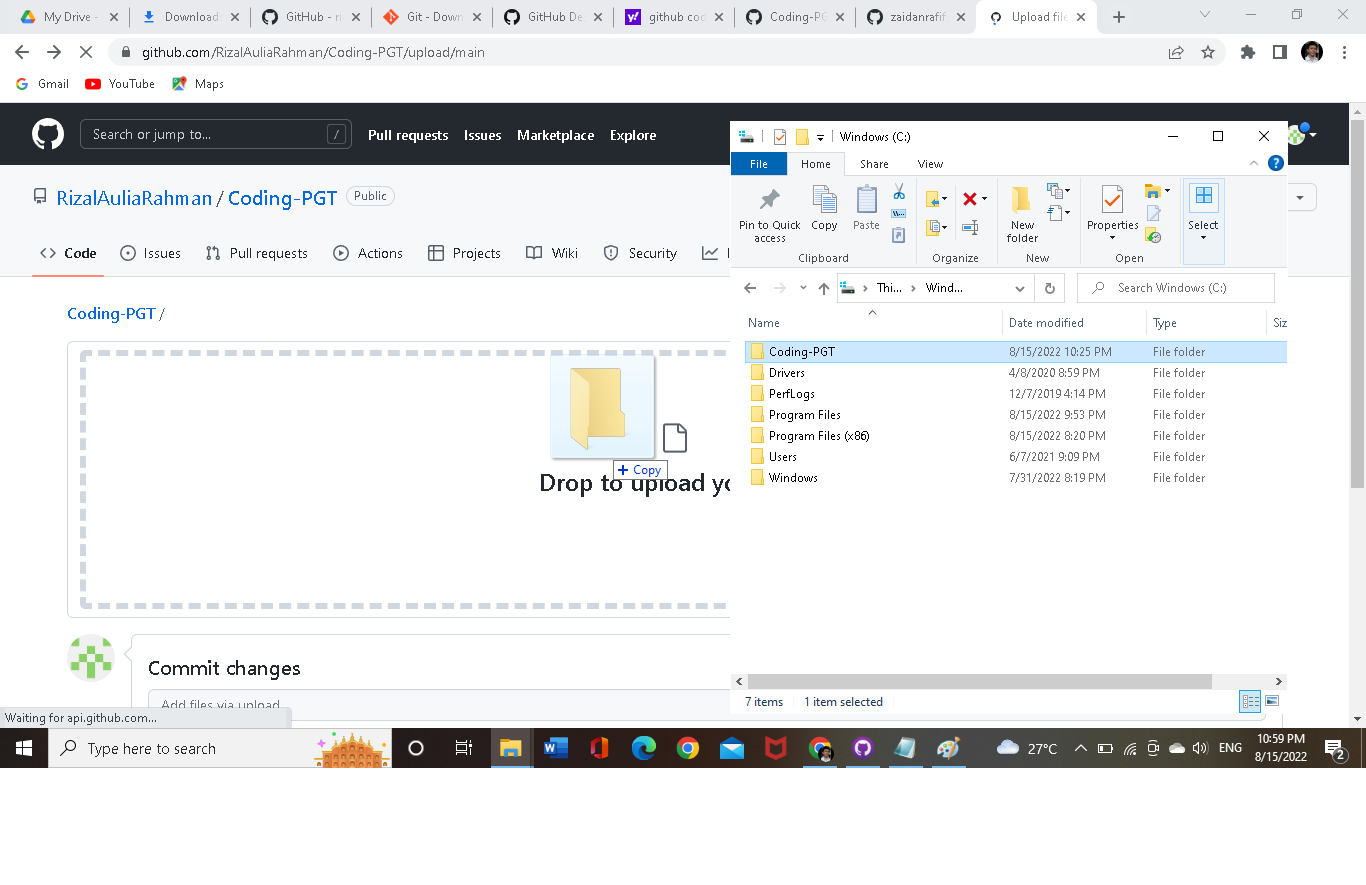 My Drive -
Download:
GitHub - ri
Git - Down
GitHub De
github cod
Coding-PG
zaidanrafif
Upload file
github.com/RizalAuliaRahman/Coding-PGT/upload/main
Gmail
YouTube
Maps
Search or jump to...
/
Pull requests
Issues
Marketplace
Explore
RizalAuliaRahman / Coding-PGT
Public
Code
Issues
Pull requests
Actions
Projects
Wiki
Security
Coding-PGT /
Copy
Drop to upload yo
Commit changes
Add files via upload
Waiting for api.github.com...
Windows (C:)
File
Home
Share
View
Pin to Quick
access
Copy
Paste
Clipboard
Organize
New
folder
New
Properties
Open
Select
Thi...
Wind...
Search Windows (C:)
Name
Date modified
Type
Siz
Coding-PGT
8/15/2022 10:25 PM
File folder
Drivers
4/8/2020 8:59 PM
File folder
PerfLogs
12/7/2019 4:14 PM
File folder
Program Files
8/15/2022 9:53 PM
File folder
Program Files (x86)
8/15/2022 8:20 PM
File folder
Users
6/7/2021 9:09 PM
File folder
Windows
7/31/2022 8:19 PM
File folder
7 items
1 item selected
Type here to search
27°C
ENG
10:59 PM
8/15/2022
2